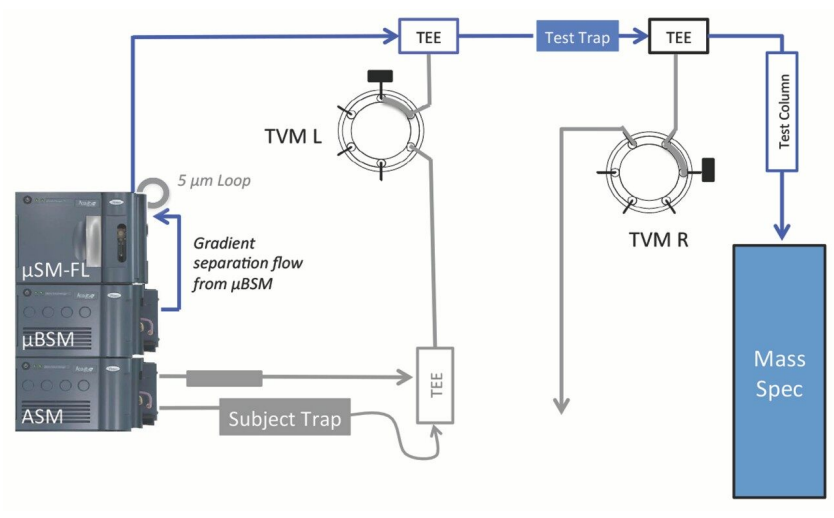 TEE
Test Trap
TEE
TVM L
Test Column
5 µm Loop
TVM R
Gradient
separation flow
from µBSM
µSM-FL
µBSM
ASM
TEE
Subject Trap
Mass
Spec